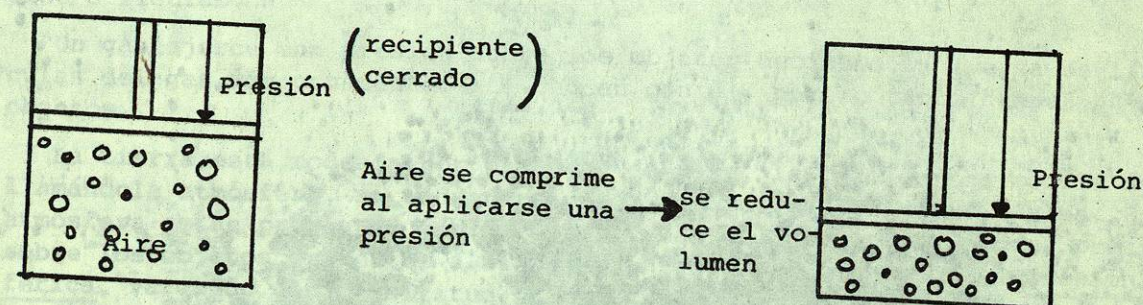 Presión
(recipiente
cerrado)
Aire
Aire se comprime
al aplicarse una
presión
se redu-
ce el vo-
lumen
Presión